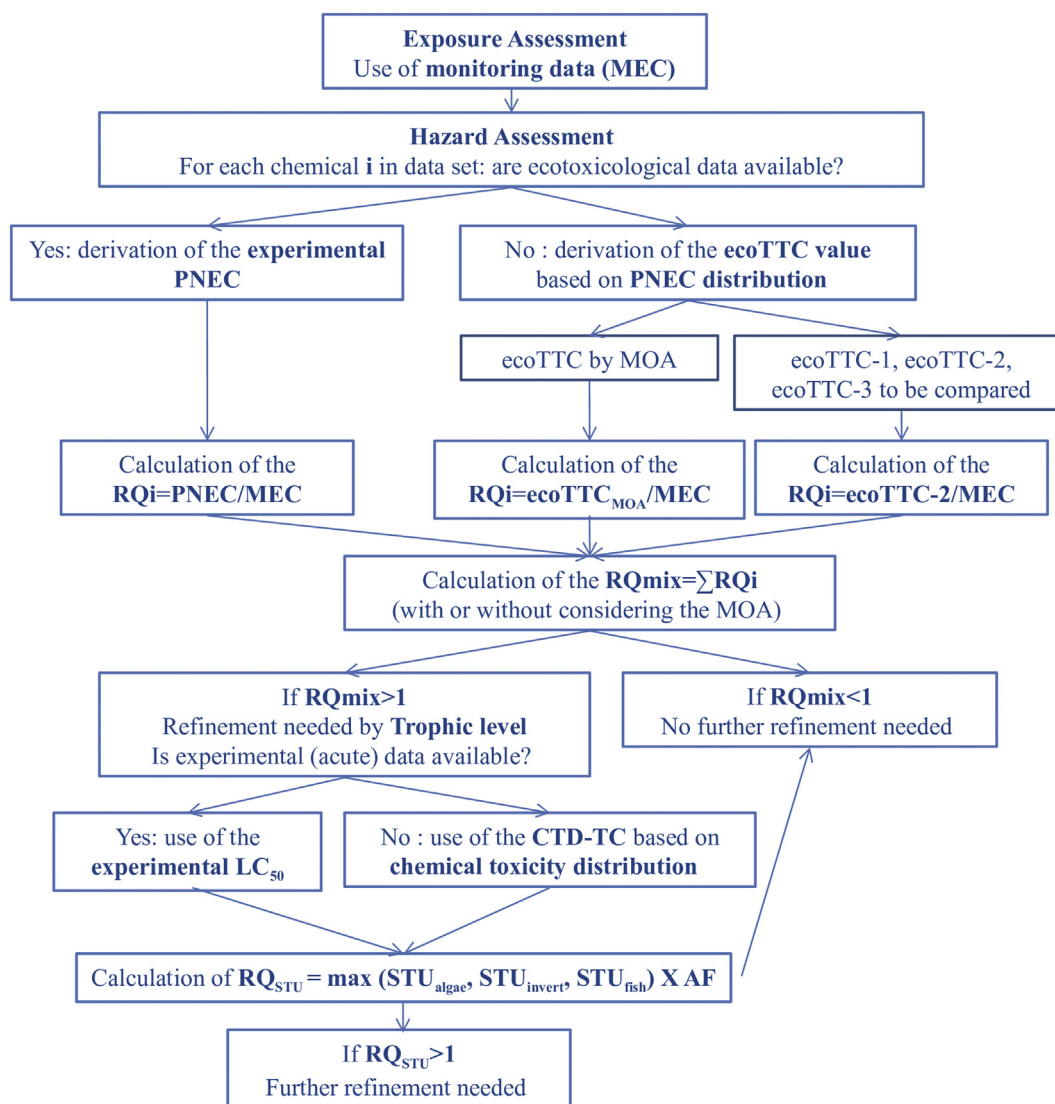 Exposure Assessment
Use of monitoring data (MEC)
Hazard Assessment
For each chemical i in data set: are ecotoxicological data available?
Yes: derivation of the experimental
PNEC
No : derivation of the ecoTTC value
based on PNEC distribution
ecoTTC by MOA
ecoTTC-1, ecoTTC-2,
ecoTTC-3 to be compared
Calculation of the
RQi=PNEC/MEC
Calculation of the
RQi=ecoTTCMOA/MEC
Calculation of the
RQi=ecoTTC-2/MEC
Calculation of the RQmix=∑RQi
(with or without considering the MOA)
If RQmix>1
Refinement needed by Trophic level
Is experimental (acute) data available?
If RQmix<1
No further refinement needed
Yes: use of the
experimental LC50
No : use of the CTD-TC based on
chemical toxicity distribution
Calculation of RQSTU = max (STUalgae, STUinvert, STUfish) X AF
If RQSTU>1
Further refinement needed